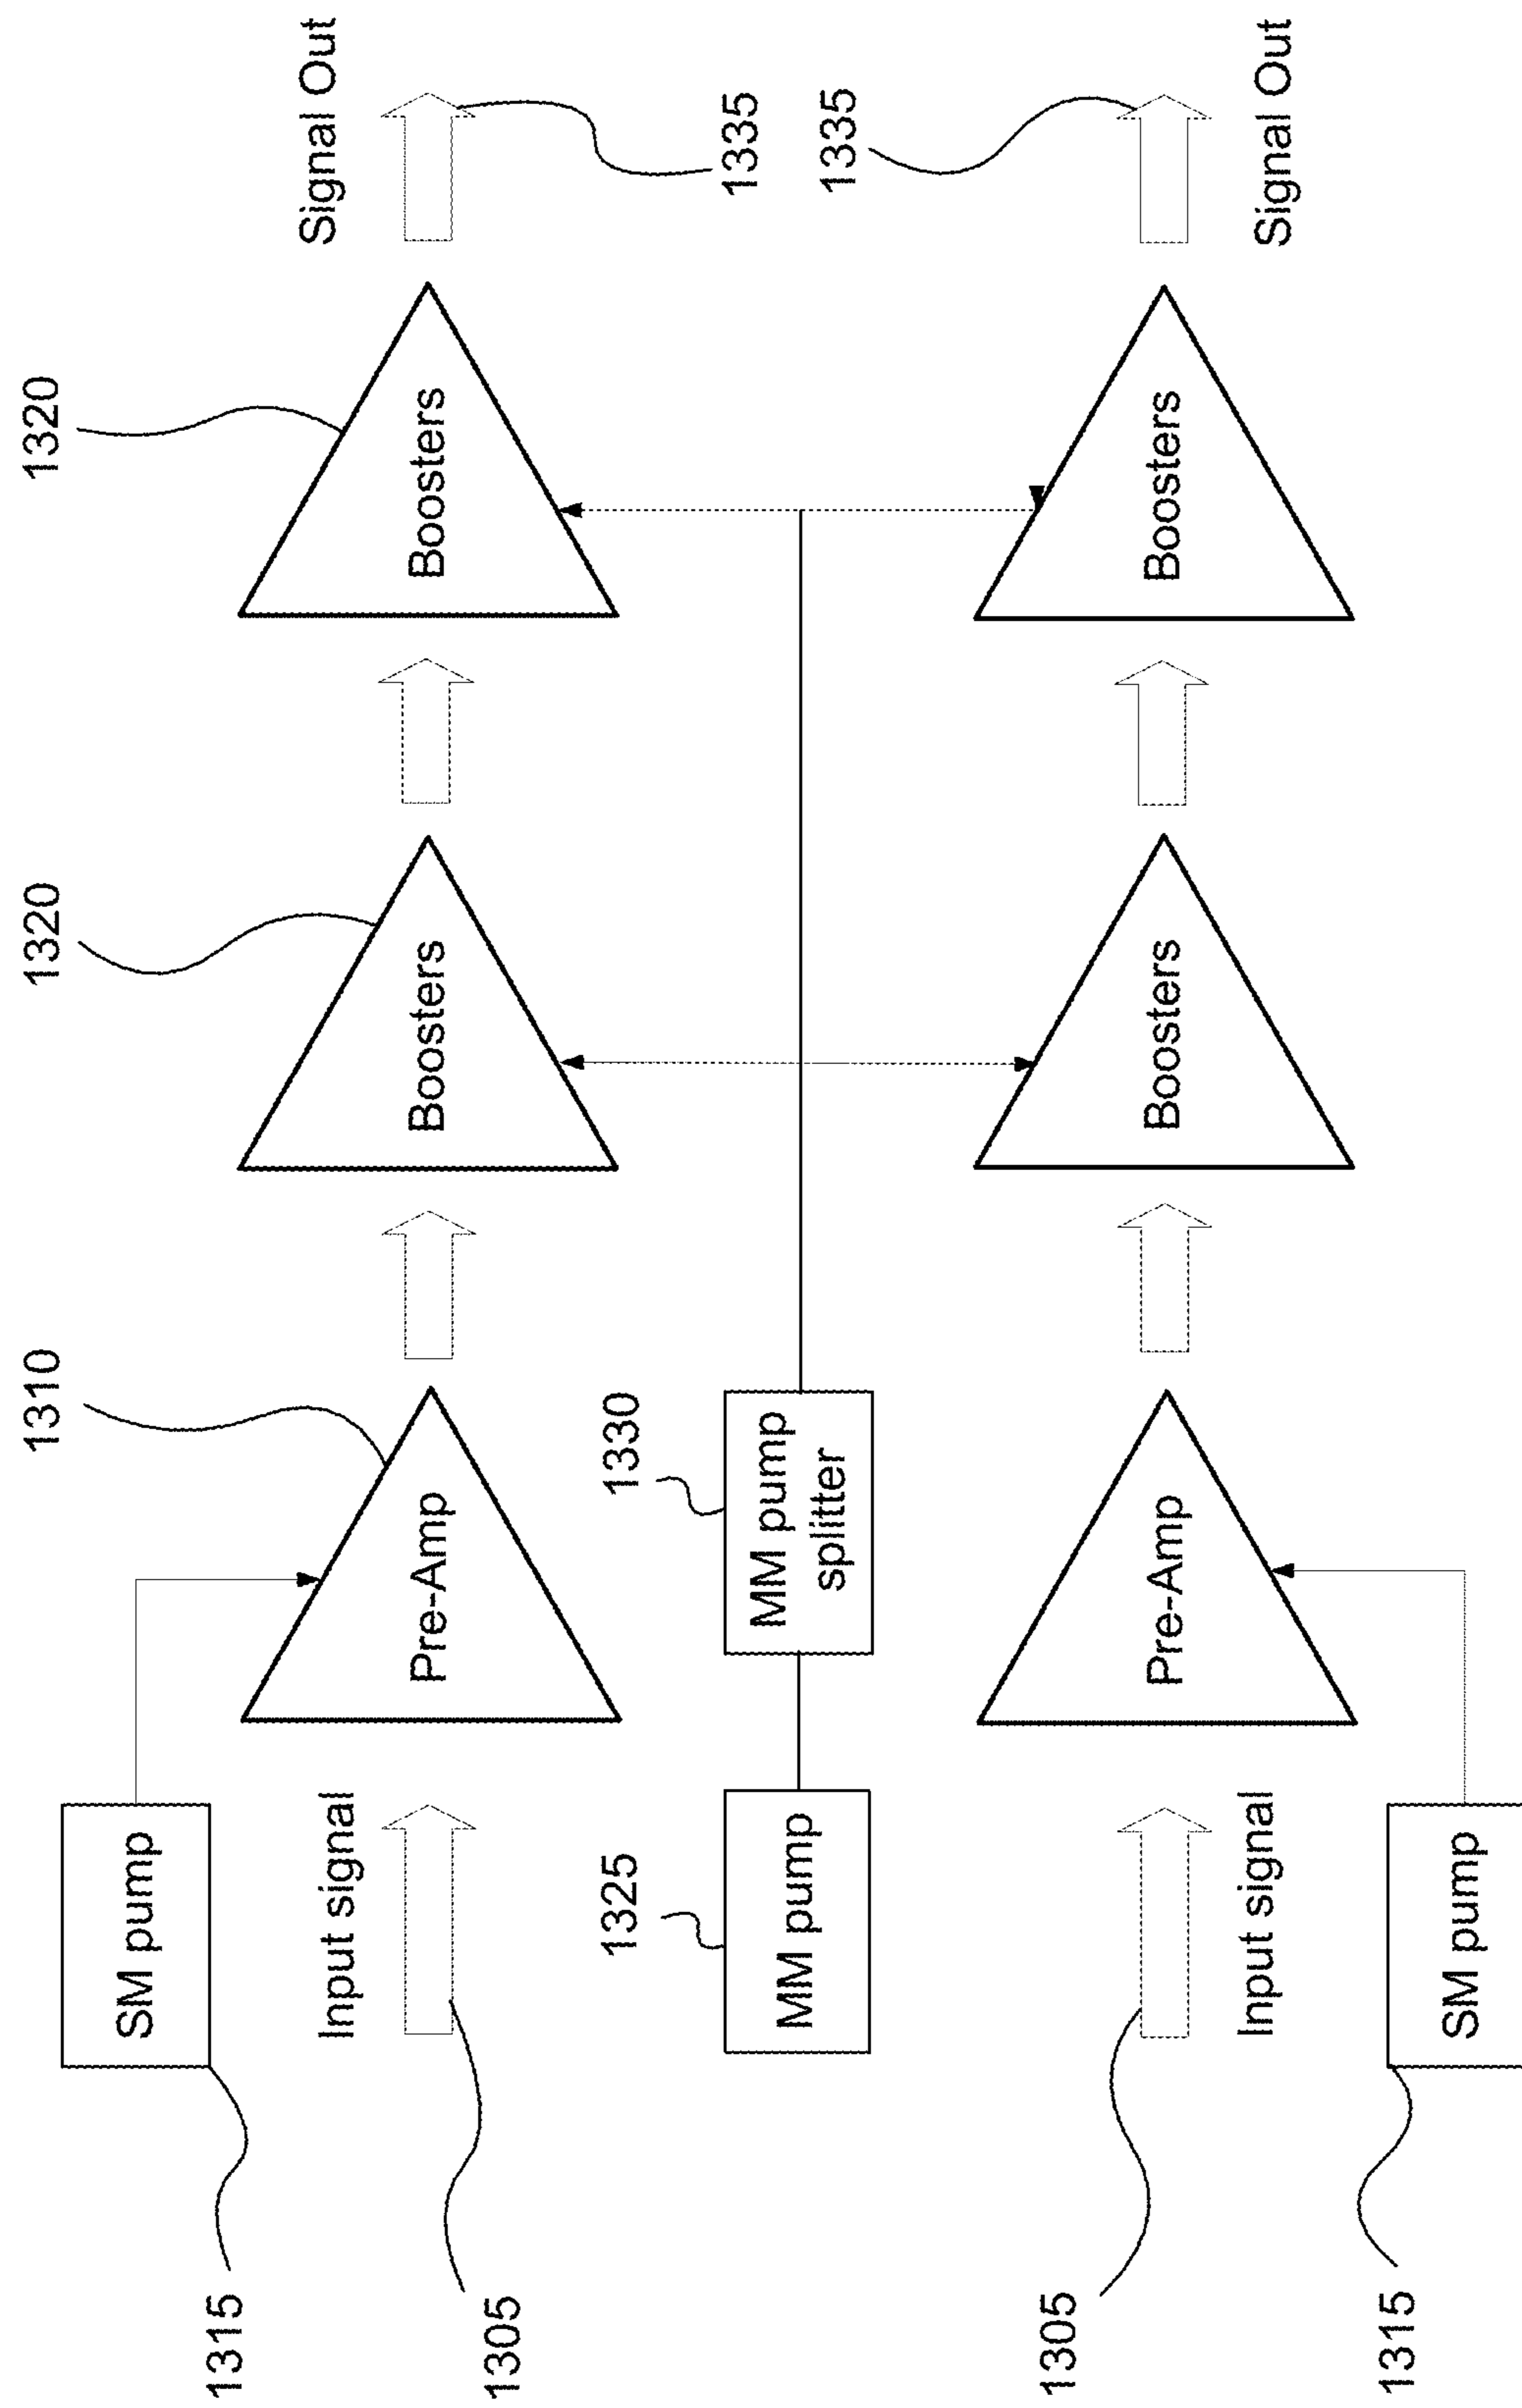 1320
1320
1310
Signal Out
Boosters
Boosters
Pre-Amp
SM pump
Input signal
1315
1305
1335
1330
MM pump
splitter
1325
MM pump
1335
Boosters
Boosters
Pre-Amp
Signal Out
Input signal
1305
SM pump
1315